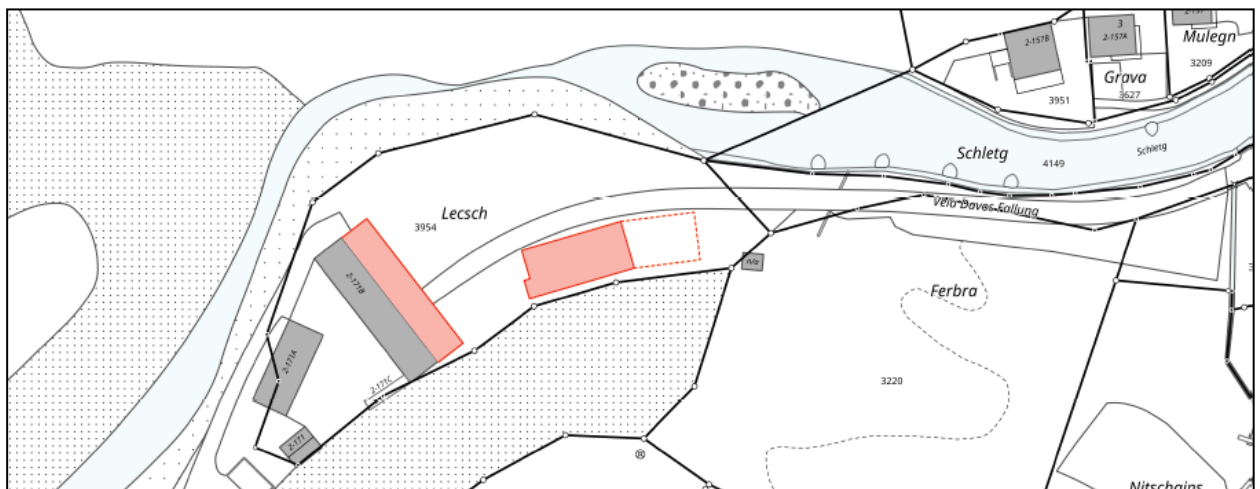 3
2-157B
2-157A
Mulegn
3209
Grava
3627
3951
Schletg
4149
Schletg
Lecsch
3954
Veia Davos Fallung
2-171B
n/a
Ferbra
2-171A
2-171C
3220
2-171
Nitschains